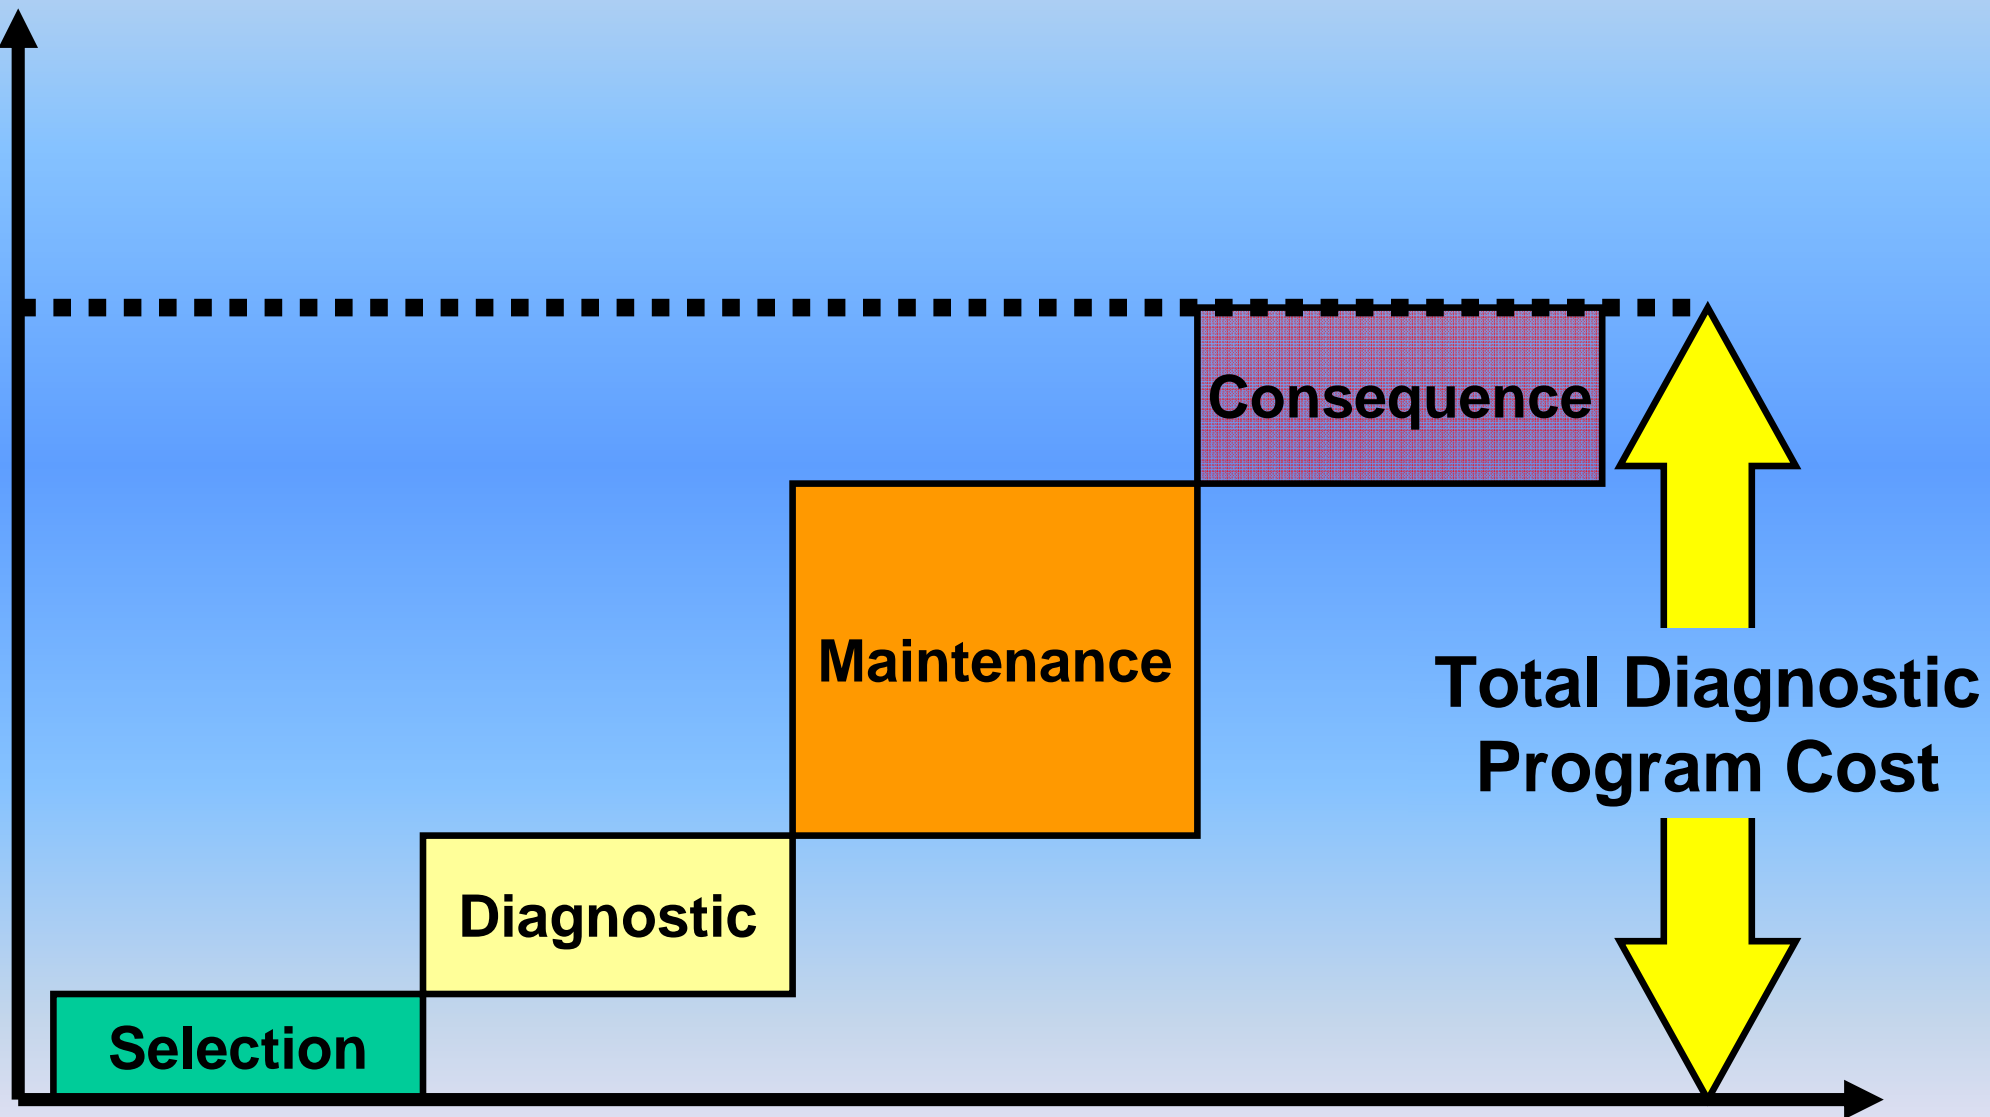 Consequence
Maintenance
Total Diagnostic
Program Cost
Diagnostic
Selection